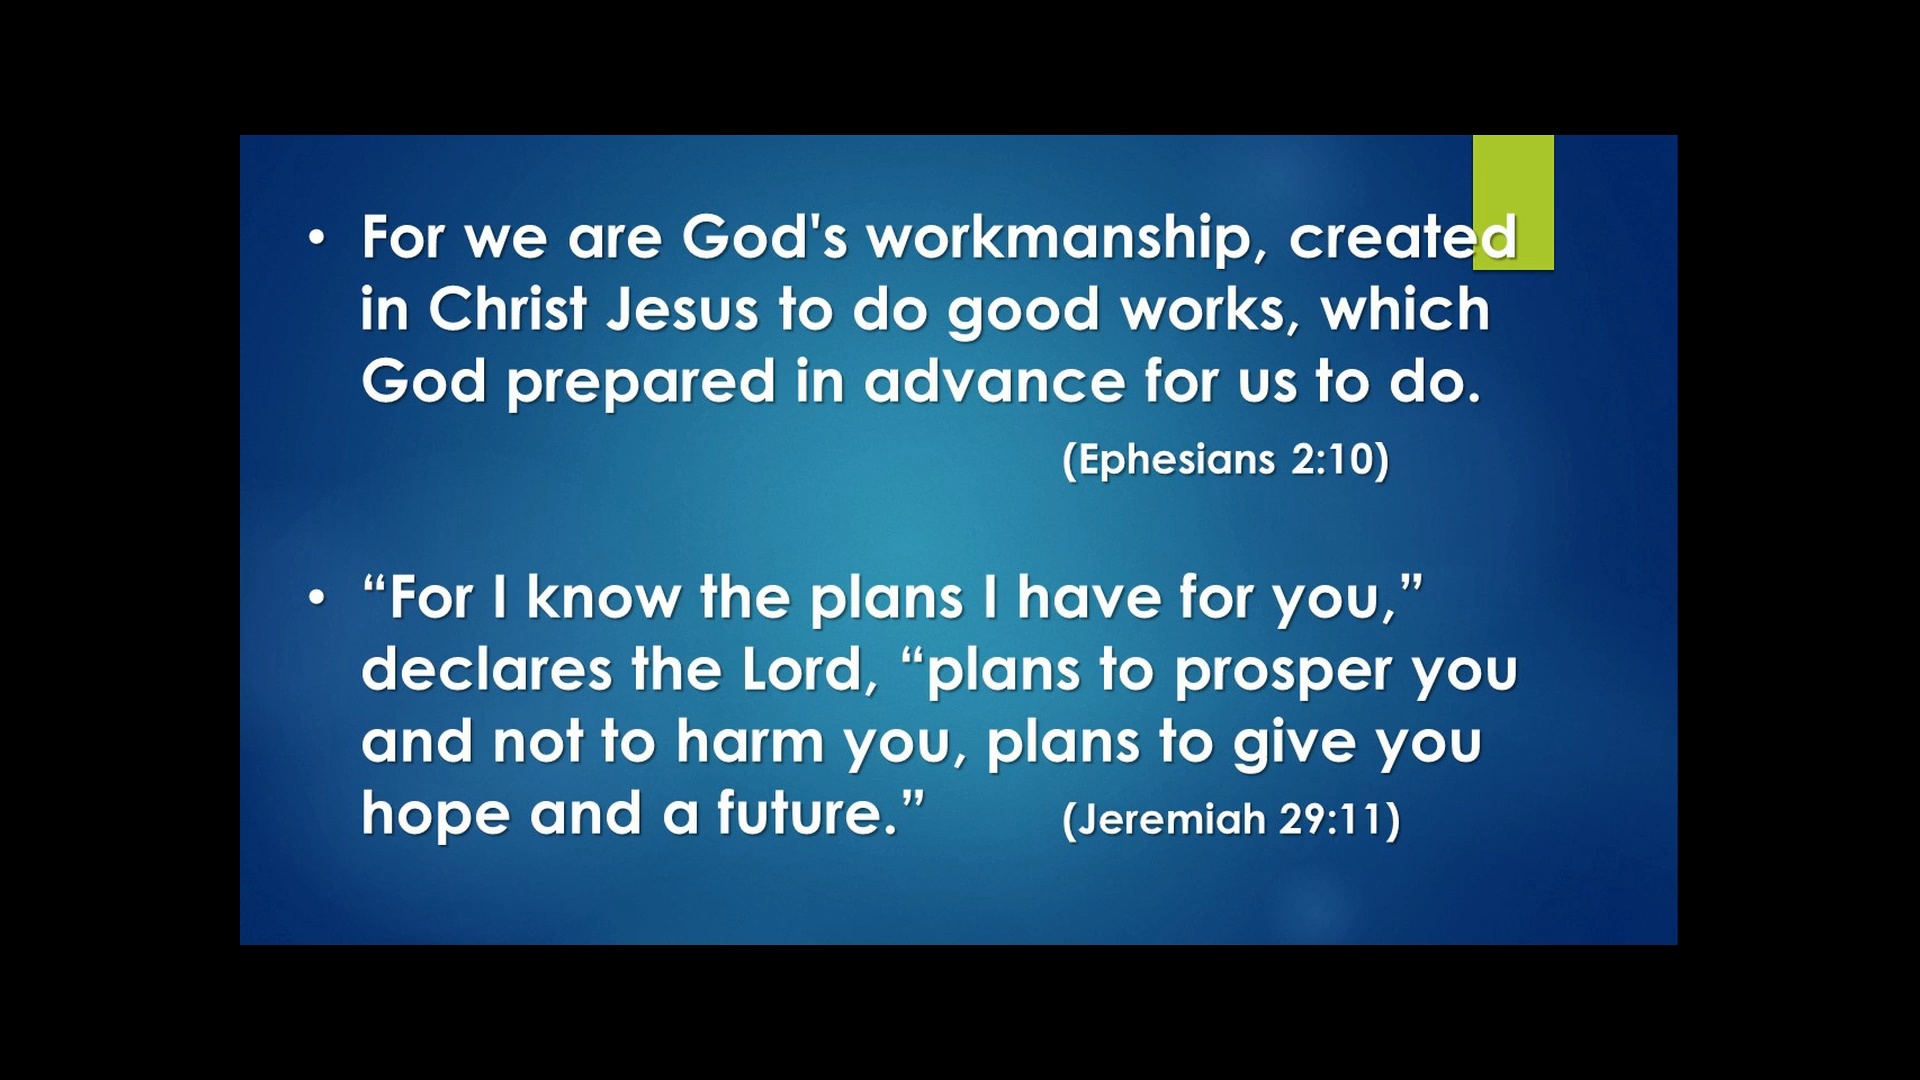 • For we are God's workmanship, created
in Christ Jesus to do good works, which
God prepared in advance for us to do.
(Ephesians 2:10)
• “For I know the plans I have for you,”
declares the Lord, “plans to prosper you
and not to harm you, plans to give you
hope and a future.” (Jeremiah 29:11)